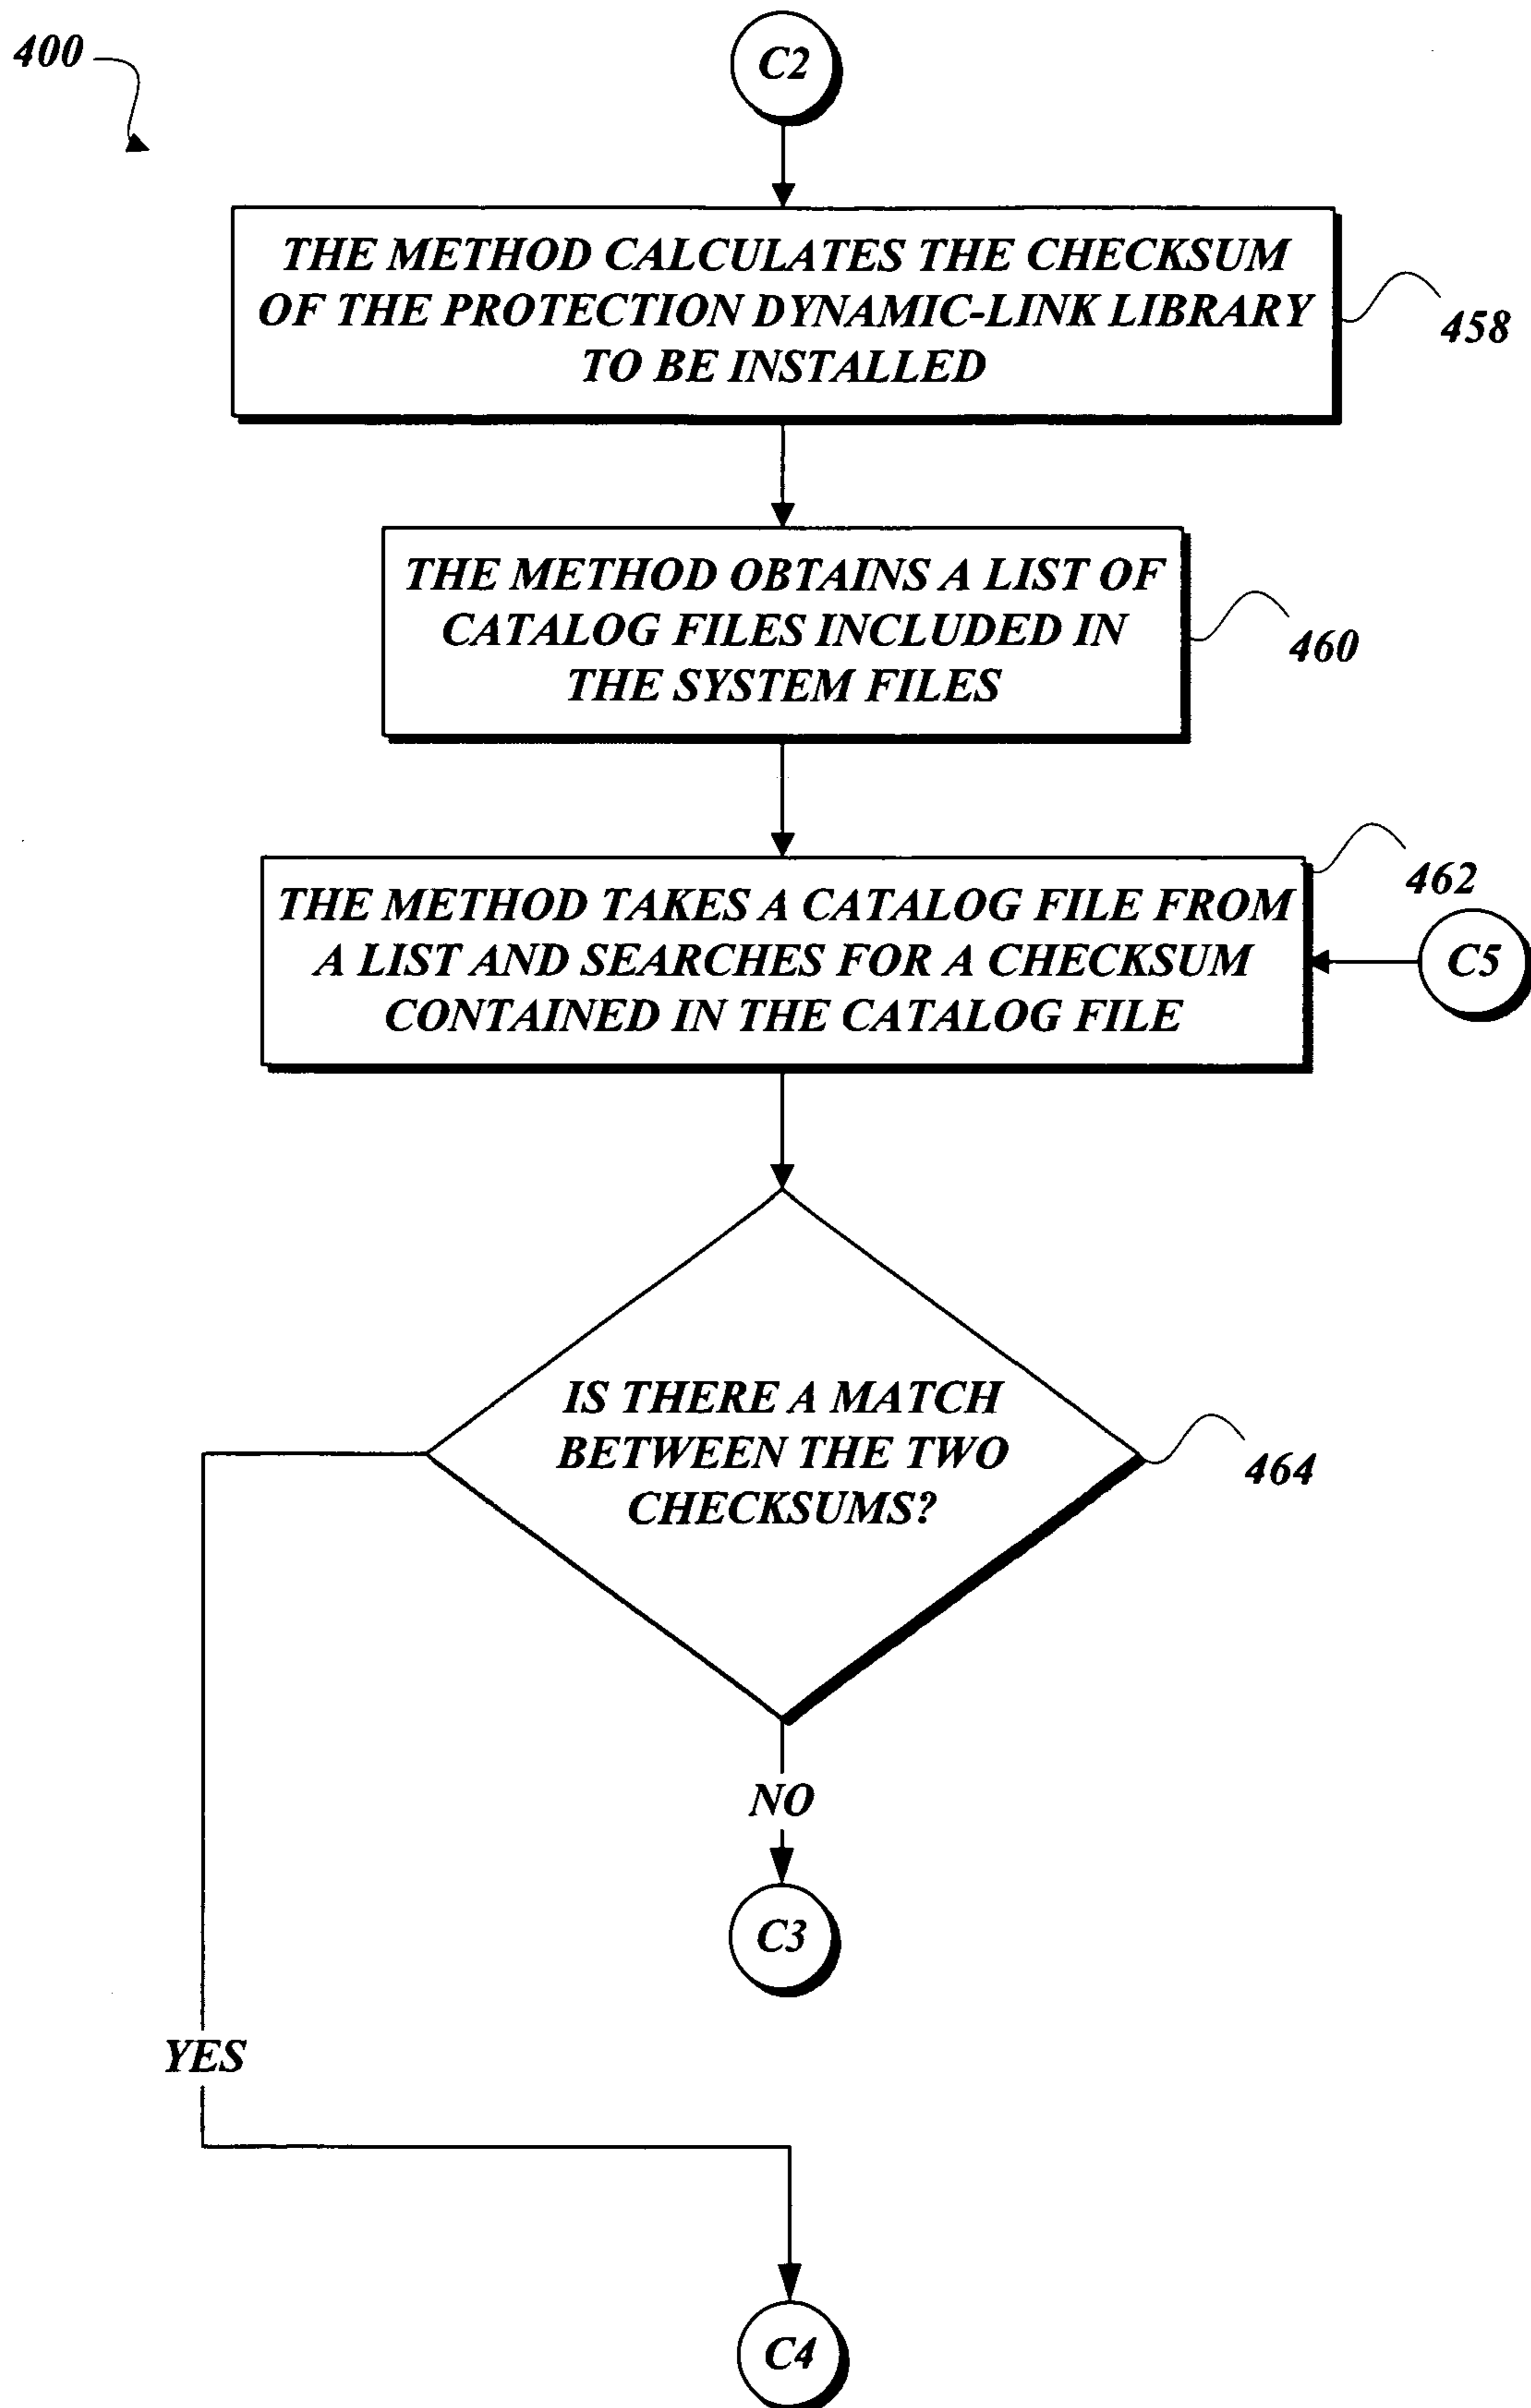 400
C2
THE METHOD CALCULATES THE CHECKSUM
OF THE PROTECTION DYNAMIC-LINK LIBRARY
TO BE INSTALLED
458
THE METHOD OBTAINS A LIST OF
CATALOG FILES INCLUDED IN
THE SYSTEM FILES
460
THE METHOD TAKES A CATALOG FILE FROM
A LIST AND SEARCHES FOR A CHECKSUM
CONTAINED IN THE CATALOG FILE
462
C5
IS THERE A MATCH
BETWEEN THE TWO
CHECKSUMS?
464
NO
C3
YES
C4